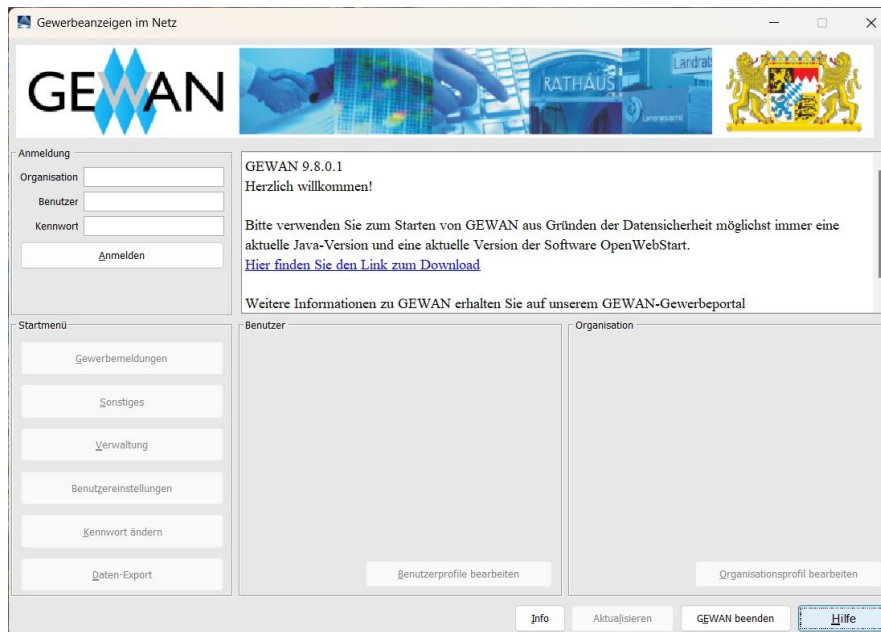 Gewerbeanzeigen im Netz
GEWAN
RATHAUS
Landrat
Landratsamt
Anmeldung
Organisation
Benutzer
Kennwort
Anmelden
GEWAN 9.8.0.1
Herzlich willkommen!
Bitte verwenden Sie zum Starten von GEWAN aus Gründen der Datensicherheit möglichst immer eine
aktuelle Java-Version und eine aktuelle Version der Software OpenWebStart.
Hier finden Sie den Link zum Download
Weitere Informationen zu GEWAN erhalten Sie auf unserem GEWAN-Gewerbeportal
Startmenü
Gewerbemeldungen
Sonstiges
Verwaltung
Benutzereinstellungen
Kennwort ändern
Daten-Export
Benutzer
Benutzerprofile bearbeiten
Organisation
Organisationsprofil bearbeiten
Info
Aktualisieren
GEWAN beenden
Hilfe